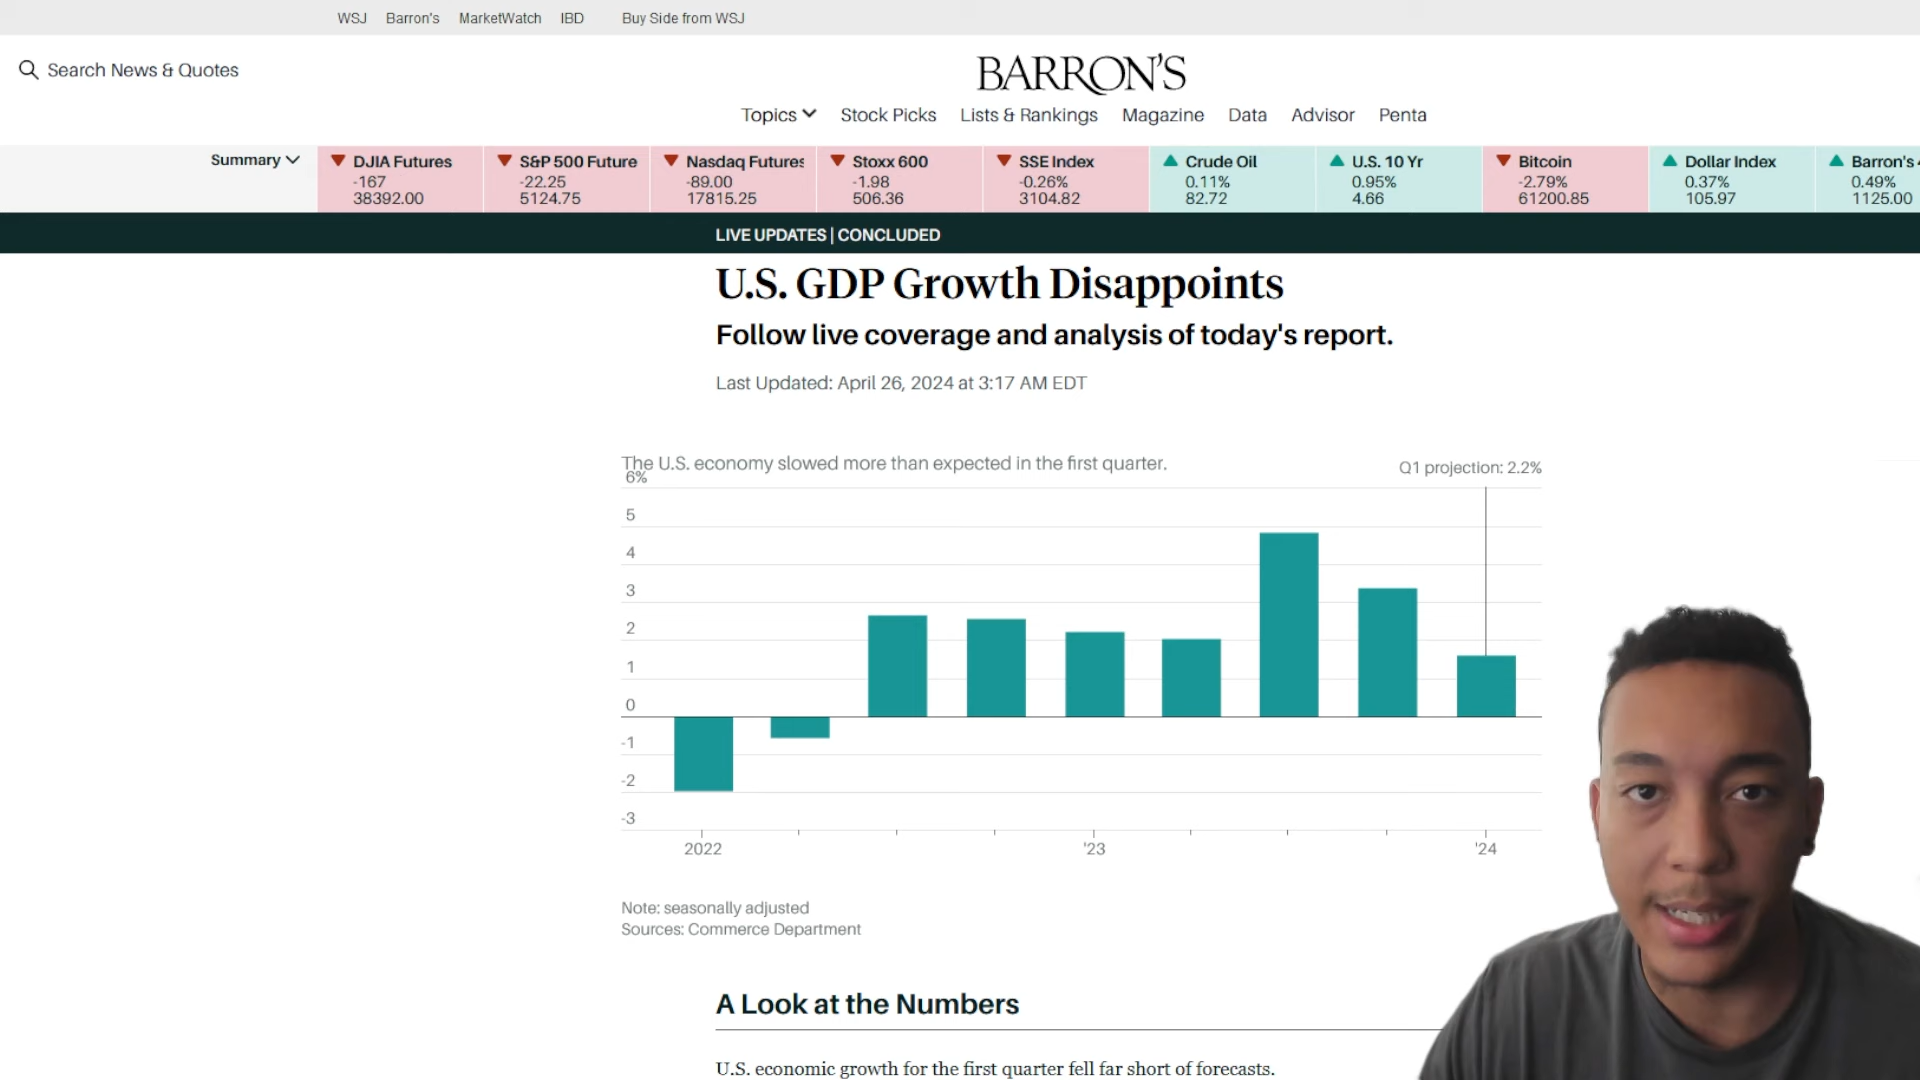 WSJ Barron's MarketWatch IBD Buy Side from WSJ
Search News & Quotes
BARRON'S
Topics Stock Picks Lists & Rankings Magazine Data Advisor Penta
Summary
DJIA Futures
-167
38392.00
S&P 500 Future
-22.25
5124.75
Nasdaq Futures
-89.00
17815.25
Stoxx 600
-1.98
506.36
SSE Index
-0.26%
3104.82
Crude Oil
0.11%
82.72
U.S. 10 Yr
0.95%
4.66
Bitcoin
-2.79%
61200.85
Dollar Index
0.37%
105.97
Barron's
0.49%
1125.00
LIVE UPDATES | CONCLUDED
U.S. GDP Growth Disappoints
Follow live coverage and analysis of today's report.
Last Updated: April 26, 2024 at 3:17 AM EDT
The U.S. economy slowed more than expected in the first quarter.
Q1 projection: 2.2%
6%
5
4
3
2
1
0
-1
-2
-3
2022 '23 '24
Note: seasonally adjusted
Sources: Commerce Department
A Look at the Numbers
U.S. economic growth for the first quarter fell far short of forecasts.